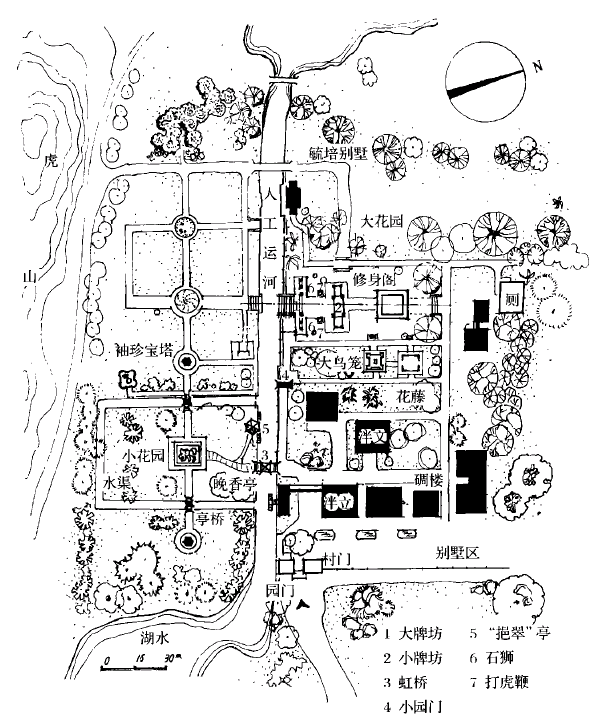 N
虎
山
毓培别墅
人工运河
大花园
修身阁
厕
6
2
6
袖珍宝塔
大鸟笼
4
花藤
5
泮文
小花园
3
1
水渠
晚香亭
碉楼
泮立
亭桥
村门
别墅区
园门
湖水
0 15 30m
1 大牌坊
2 小牌坊
3 虹桥
4 小园门
5 “挹翠”亭
6 石狮
7 打虎鞭